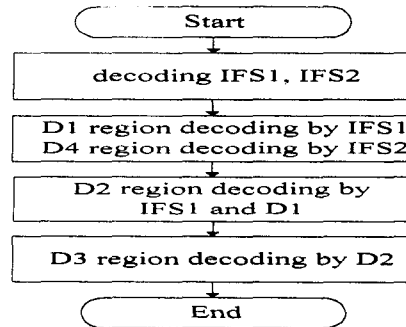 Start
decoding IFS1, IFS2
D1 region decoding by IFS1
D4 region decoding by IFS2
D2 region decoding by
IFS1 and D1
D3 region decoding by D2
End